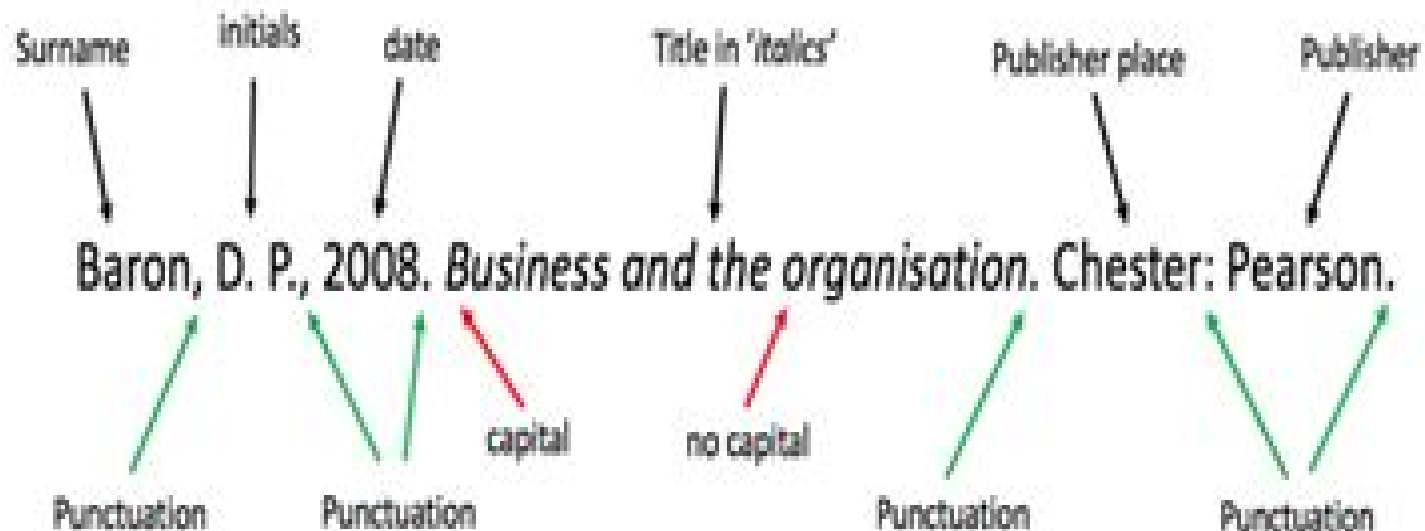 Surname initials date Title in ‘italics’ Publisher place Publisher
Baron, D. P., 2008. Business and the organisation. Chester: Pearson.
capital no capital
Punctuation Punctuation Punctuation Punctuation